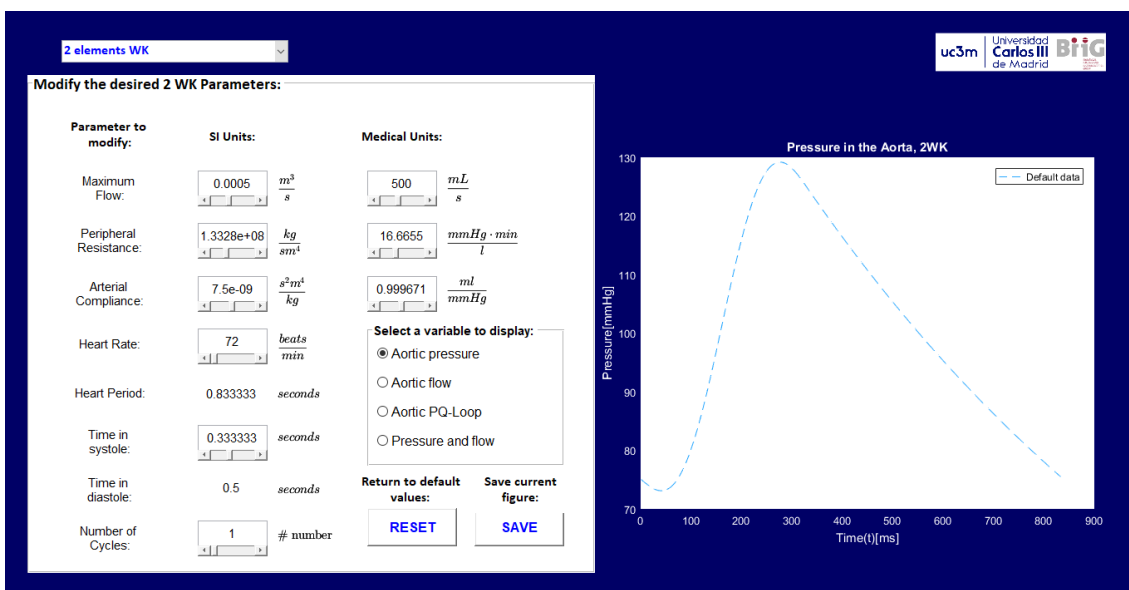 2 elements WK
uc3m
Universidad
Carlos III
de Madrid
BiiG
Modify the desired 2 WK Parameters:
Parameter to
modify:
SI Units:
Medical Units:
Maximum
Flow:
0.0005
m³
s
500
mL
s
Peripheral
Resistance:
1.3328e+08
kg
sm⁴
16.6655
mmHg · min
l
Arterial
Compliance:
7.5e-09
s²m⁴
kg
0.999671
ml
mmHg
Heart Rate:
72
beats
min
Heart Period:
0.833333
seconds
Time in
systole:
0.333333
seconds
Time in
diastole:
0.5
seconds
Number of
Cycles:
1
# number
Select a variable to display:
Aortic pressure
Aortic flow
Aortic PQ-Loop
Pressure and flow
Return to default
values:
RESET
Save current
figure:
SAVE
Pressure in the Aorta, 2WK
Default data
Pressure[mmHg]
130
120
110
100
90
80
70
0 100 200 300 400 500 600 700 800 900
Time(t)[ms]